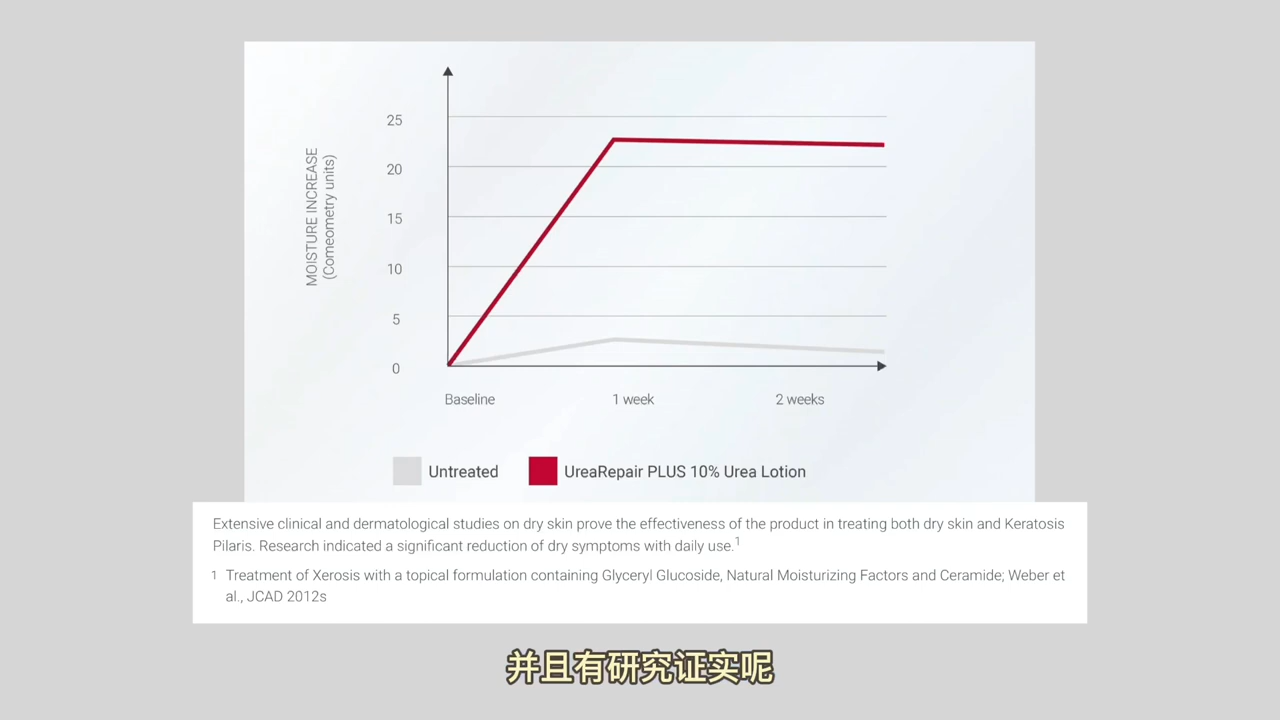 25
20
15
10
5
0
MOISTURE INCREASE
(Comeometry units)
Baseline
1 week
2 weeks
Untreated
UreaRepair PLUS 10% Urea Lotion
Extensive clinical and dermatological studies on dry skin prove the effectiveness of the product in treating both dry skin and Keratosis
Pilaris. Research indicated a significant reduction of dry symptoms with daily use.1
1 Treatment of Xerosis with a topical formulation containing Glyceryl Glucoside, Natural Moisturizing Factors and Ceramide; Weber et
al., JCAD 2012s
并且有研究证实呢